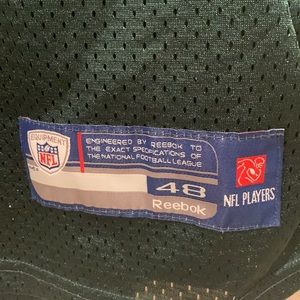 EQUIPMENT
NFL
ENGINEERED BY REEBOK TO
THE EXACT SPECIFICATIONS OF
THE NATIONAL FOOTBALL LEAGUE
48
Reebok
NFL PLAYERS